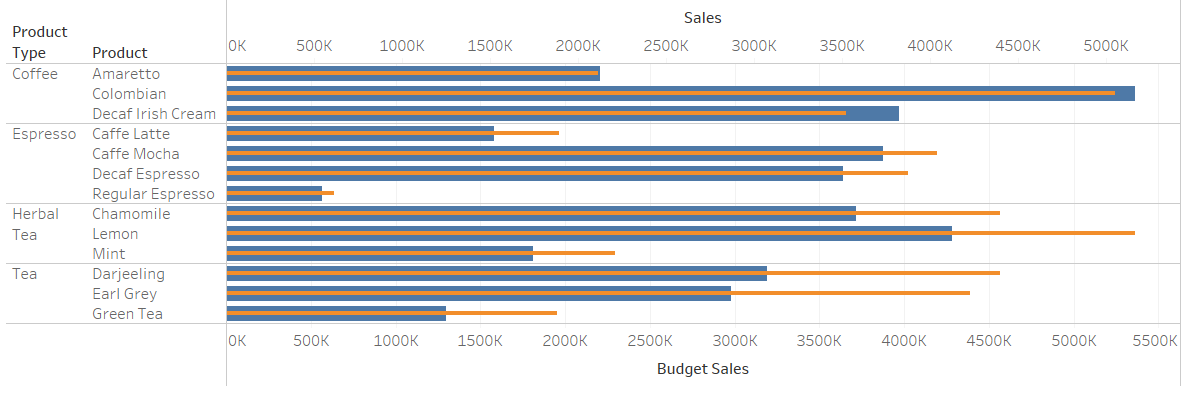 Sales
Product
Type Product
0K 500K 1000K 1500K 2000K 2500K 3000K 3500K 4000K 4500K 5000K
Coffee Amaretto
Colombian
Decaf Irish Cream
Espresso Caffe Latte
Caffe Mocha
Decaf Espresso
Regular Espresso
Herbal Chamomile
Tea Lemon
Mint
Tea Darjeeling
Earl Grey
Green Tea
0K 500K 1000K 1500K 2000K 2500K 3000K 3500K 4000K 4500K 5000K 5500K
Budget Sales